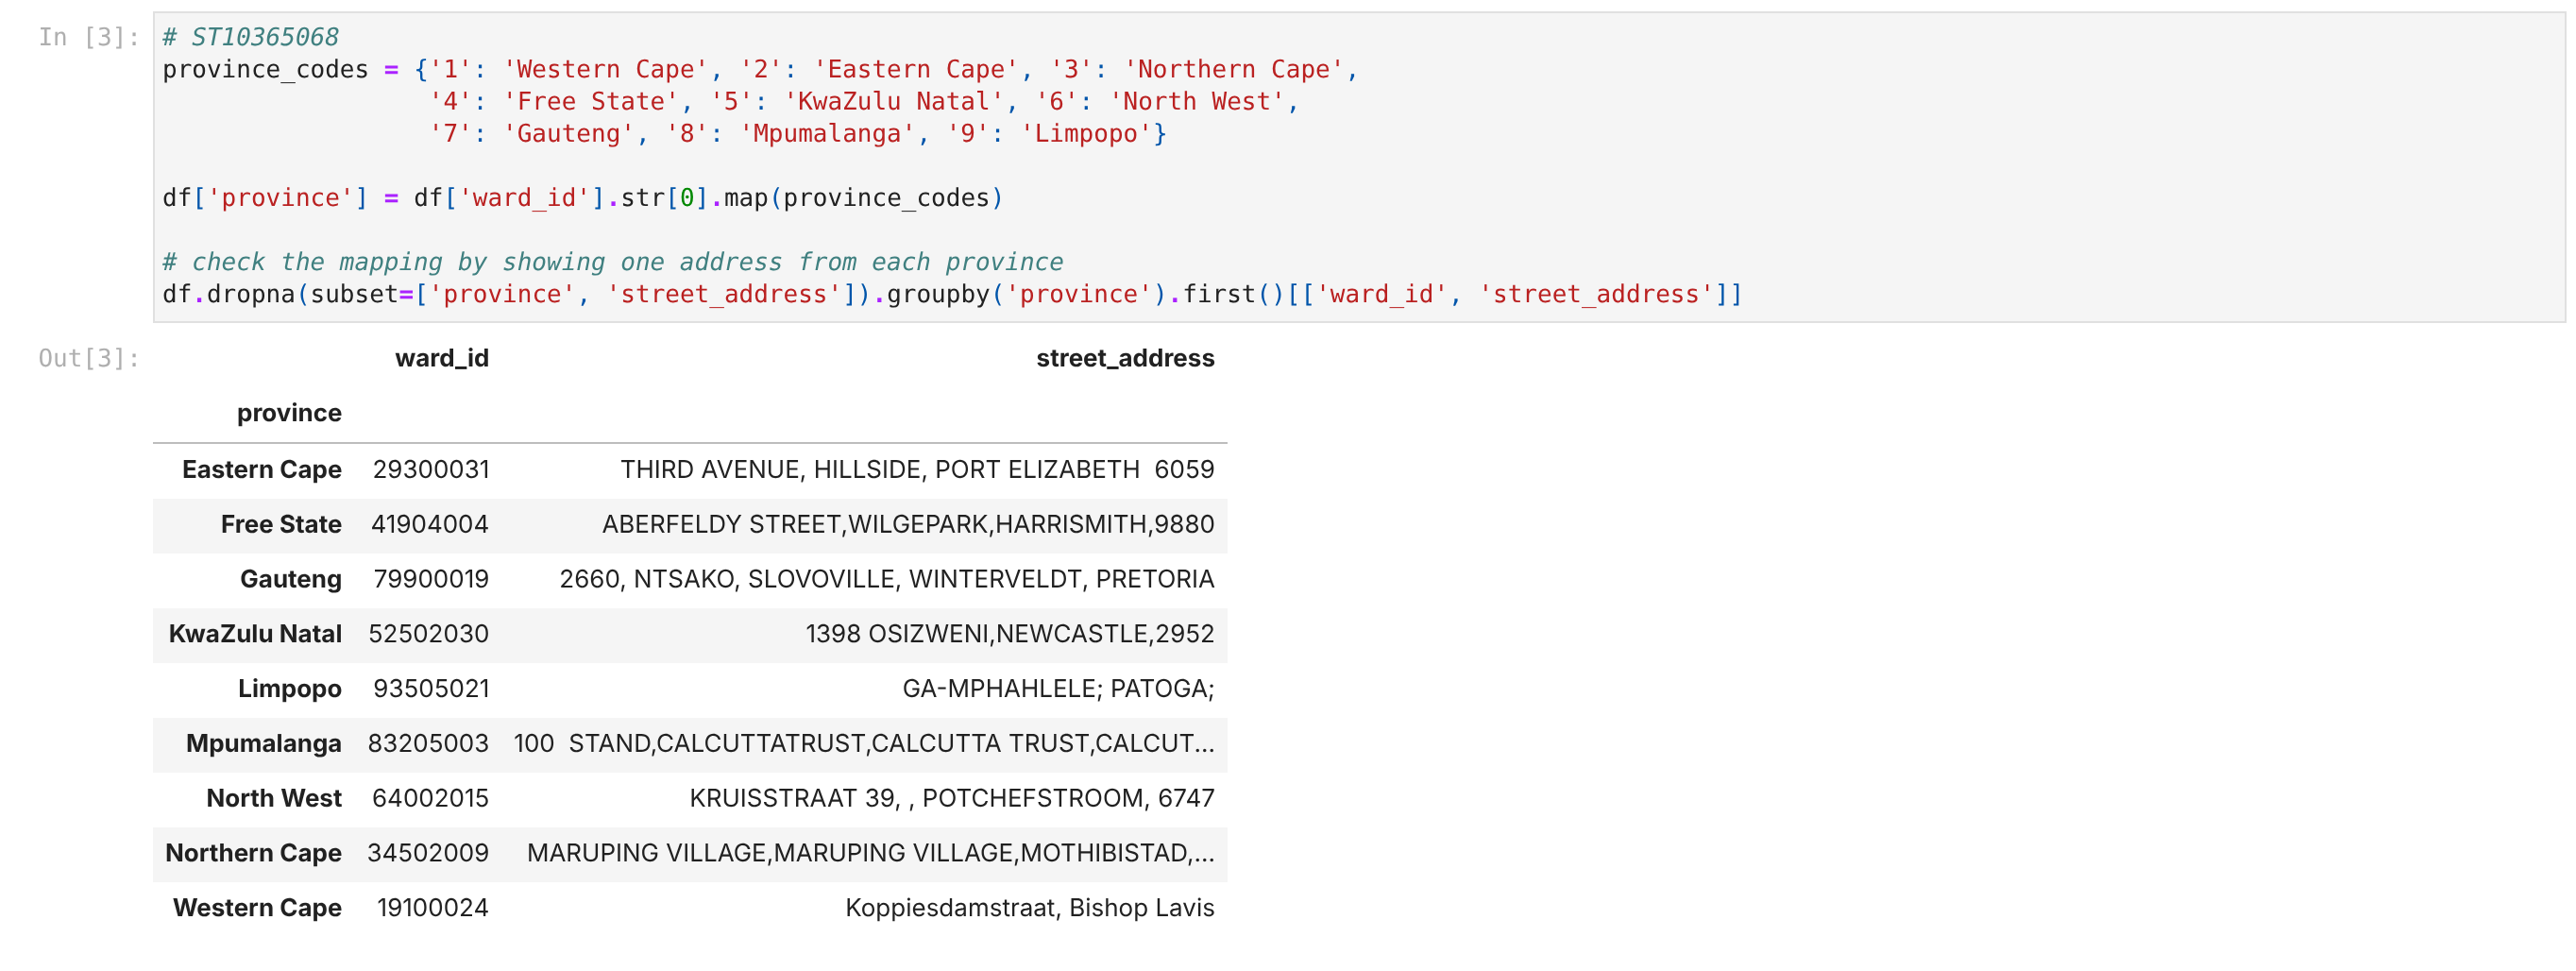 In [3]: # ST10365068
province_codes = {'1': 'Western Cape', '2': 'Eastern Cape', '3': 'Northern Cape',
'4': 'Free State', '5': 'KwaZulu Natal', '6': 'North West',
'7': 'Gauteng', '8': 'Mpumalanga', '9': 'Limpopo'}
df['province'] = df['ward_id'].str[0].map(province_codes)
# check the mapping by showing one address from each province
df.dropna(subset=['province', 'street_address']).groupby('province').first()[['ward_id', 'street_address']]
Out[3]: ward_id street_address
province
Eastern Cape 29300031 THIRD AVENUE, HILLSIDE, PORT ELIZABETH  6059
Free State 41904004 ABERFELDY STREET,WILGEPARK,HARRISMITH,9880
Gauteng 79900019 2660, NTSAKO, SLOVOVILLE, WINTERVELDT, PRETORIA
KwaZulu Natal 52502030 1398 OSIZWENI,NEWCASTLE,2952
Limpopo 93505021 GA-MPHAHLELE; PATOGA;
Mpumalanga 83205003 100  STAND,CALCUTTATRUST,CALCUTTA TRUST,CALCUT...
North West 64002015 KRUISSTRAAT 39, , POTCHEFSTROOM, 6747
Northern Cape 34502009 MARUPING VILLAGE,MARUPING VILLAGE,MOTHIBISTAD,...
Western Cape 19100024 Koppiesdamstraat, Bishop Lavis